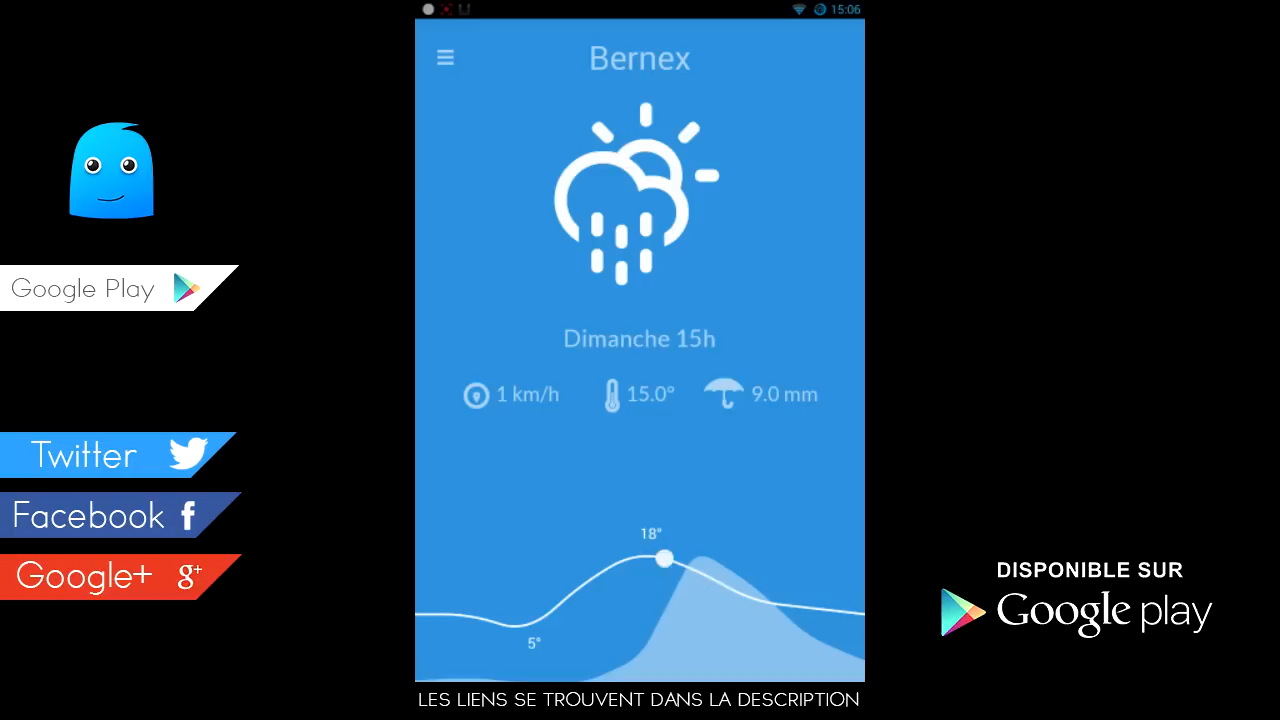 15:06
Bernex
Google Play
Dimanche 15h
1 km/h 15.0° 9.0 mm
Twitter
Facebook f
Google+ g+
18°
5°
DISPONIBLE SUR
Google play
LES LIENS SE TROUVENT DANS LA DESCRIPTION